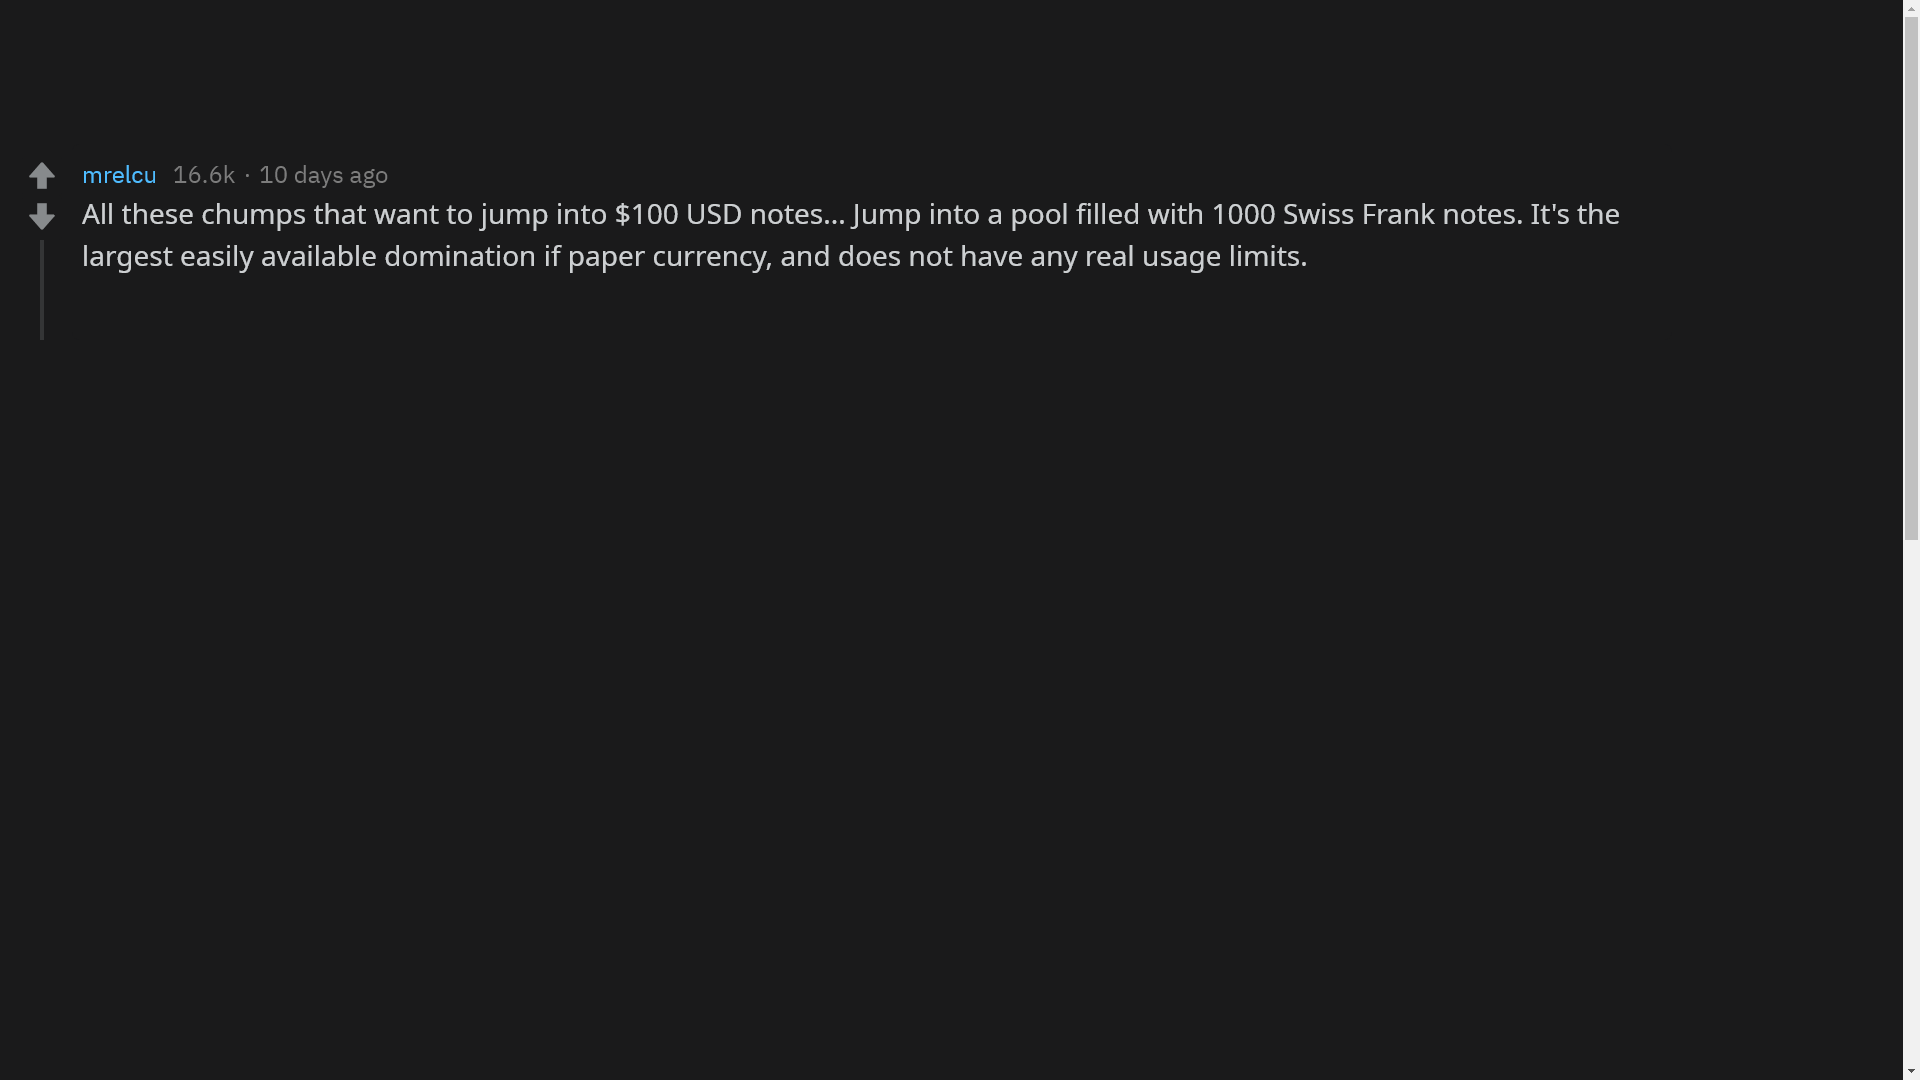 mrelcu 16.6k · 10 days ago
All these chumps that want to jump into $100 USD notes... Jump into a pool filled with 1000 Swiss Frank notes. It's the
largest easily available domination if paper currency, and does not have any real usage limits.